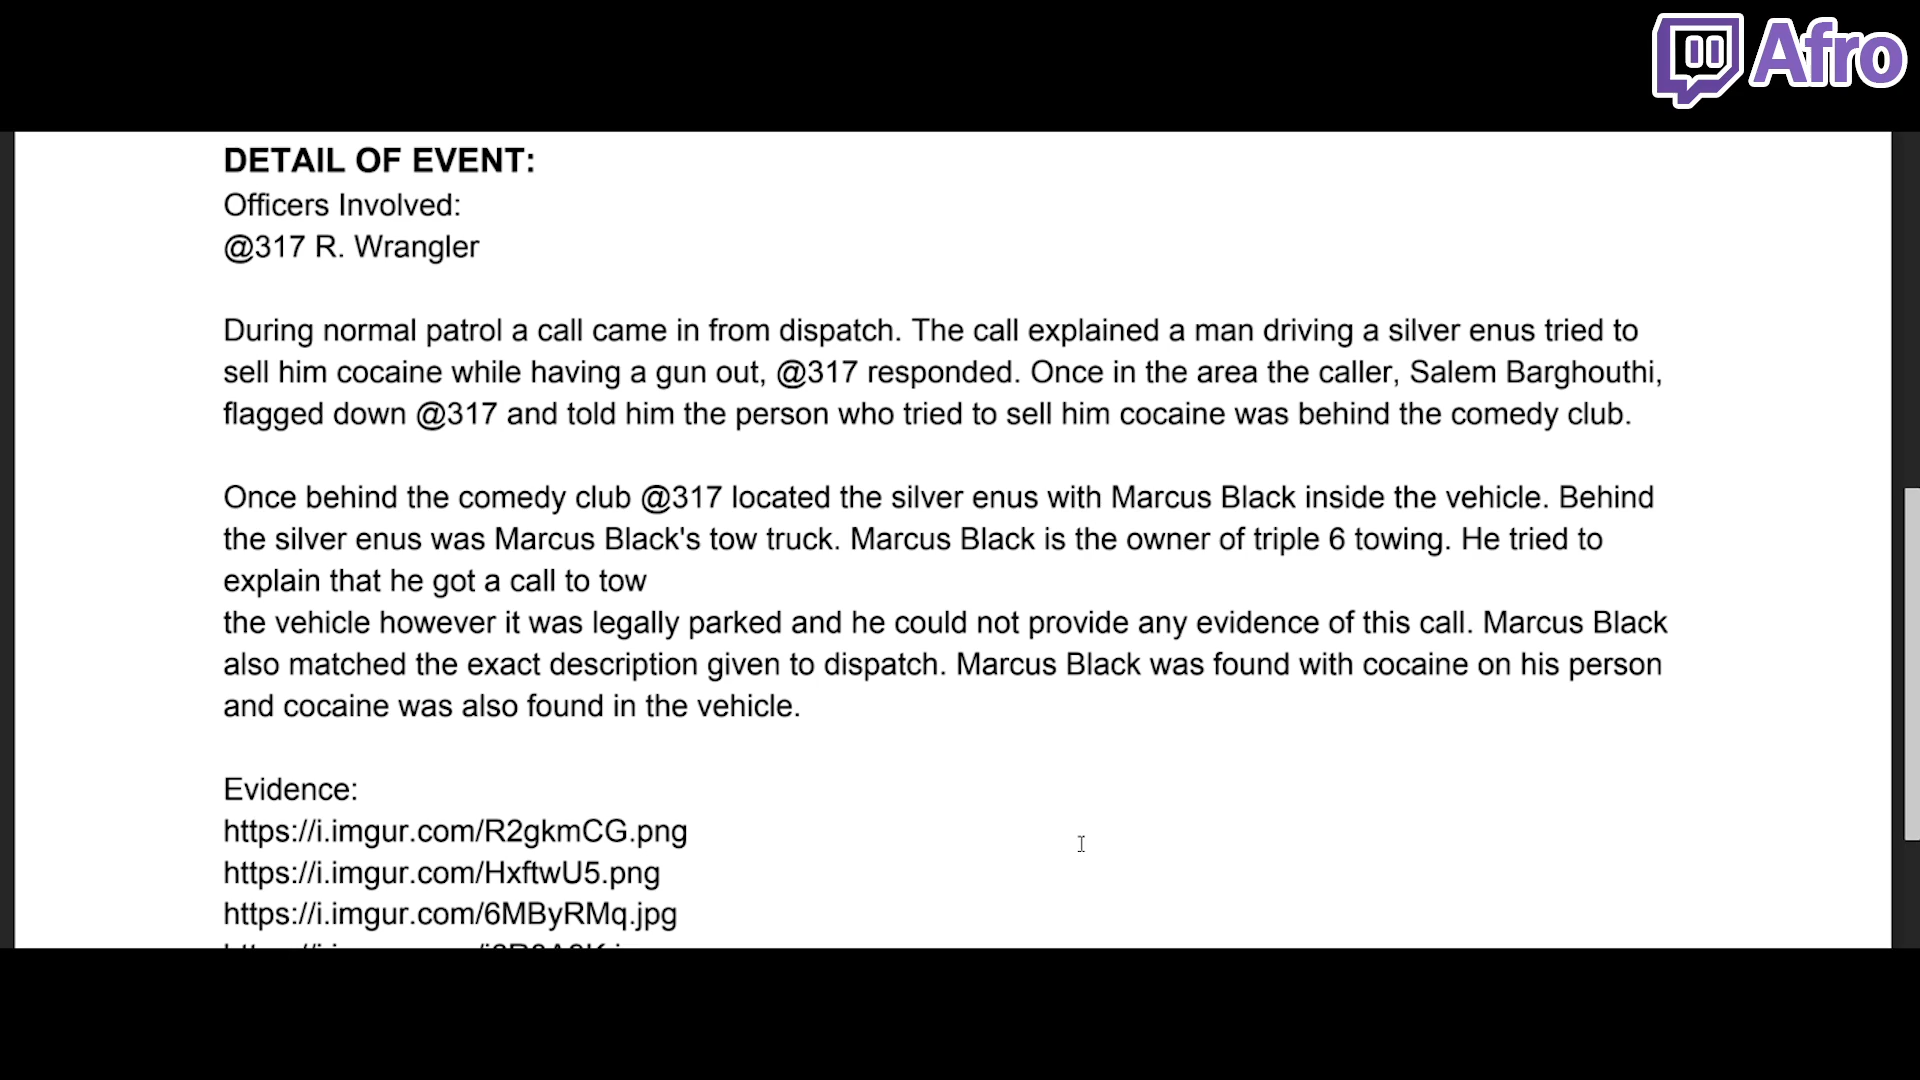 Afro
DETAIL OF EVENT:
Officers Involved:
@317 R. Wrangler
During normal patrol a call came in from dispatch. The call explained a man driving a silver enus tried to
sell him cocaine while having a gun out, @317 responded. Once in the area the caller, Salem Barghouthi,
flagged down @317 and told him the person who tried to sell him cocaine was behind the comedy club.
Once behind the comedy club @317 located the silver enus with Marcus Black inside the vehicle. Behind
the silver enus was Marcus Black's tow truck. Marcus Black is the owner of triple 6 towing. He tried to
explain that he got a call to tow
the vehicle however it was legally parked and he could not provide any evidence of this call. Marcus Black
also matched the exact description given to dispatch. Marcus Black was found with cocaine on his person
and cocaine was also found in the vehicle.
Evidence:
https://i.imgur.com/R2gkmCG.png
https://i.imgur.com/HxftwU5.png
https://i.imgur.com/6MByRMq.jpg